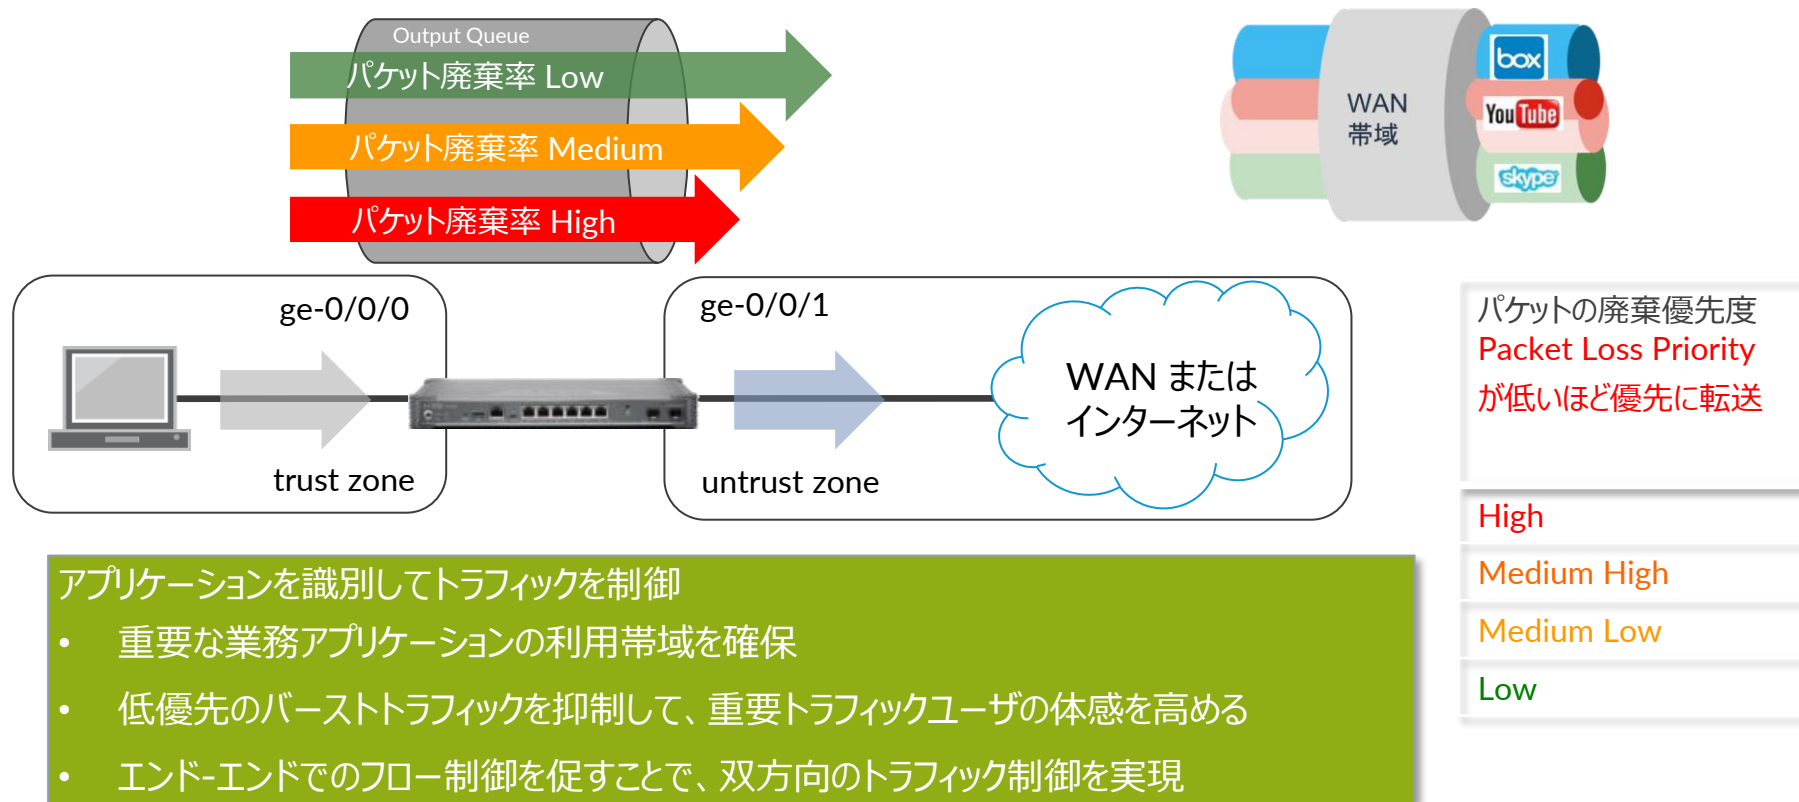 Output Queue
パケット廃棄率 Low
パケット廃棄率 Medium
パケット廃棄率 High
WAN
帯域
box
YouTube
skype
ge-0/0/0
trust zone
ge-0/0/1
untrust zone
WAN または
インターネット
パケットの廃棄優先度
Packet Loss Priority
が低いほど優先に転送
High
Medium High
Medium Low
Low
アプリケーションを識別してトラフィックを制御
• 重要な業務アプリケーションの利用帯域を確保
• 低優先のバーストトラフィックを抑制して、重要トラフィックユーザの体感を高める
• エンド-エンドでのフロー制御を促すことで、双方向のトラフィック制御を実現